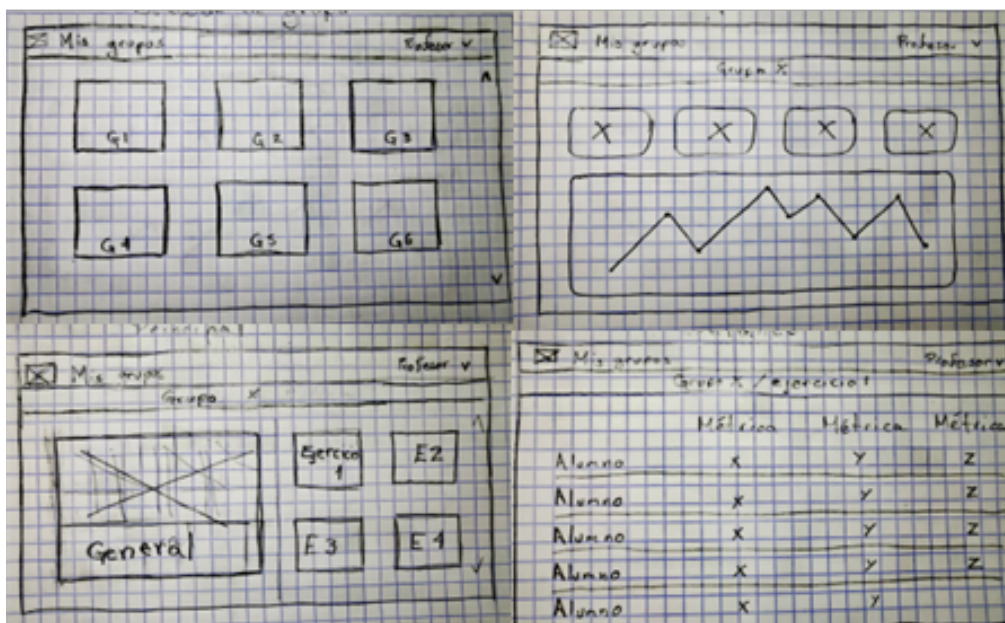 Mis grupos Profesor v
G1 G2 G3
G4 G5 G6
Mis grupos Profesor v
Grupo X
X X X X
Principal
Mis grupos Profesor v
Grupo X
General
Ejercicio 1 E2
E3 E4
Mis grupos Profesor v
Grupo X / ejercicio 1
Métrica Métrica Métrica
Alumno X Y Z
Alumno X Y Z
Alumno X Y Z
Alumno X Y Z
Alumno X Y